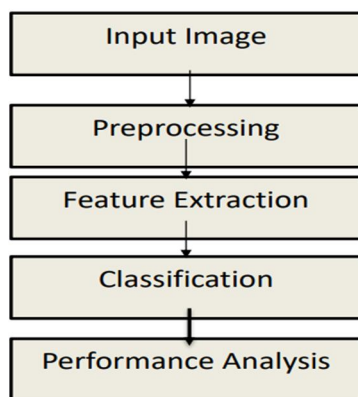 Input Image
Preprocessing
Feature Extraction
Classification
Performance Analysis